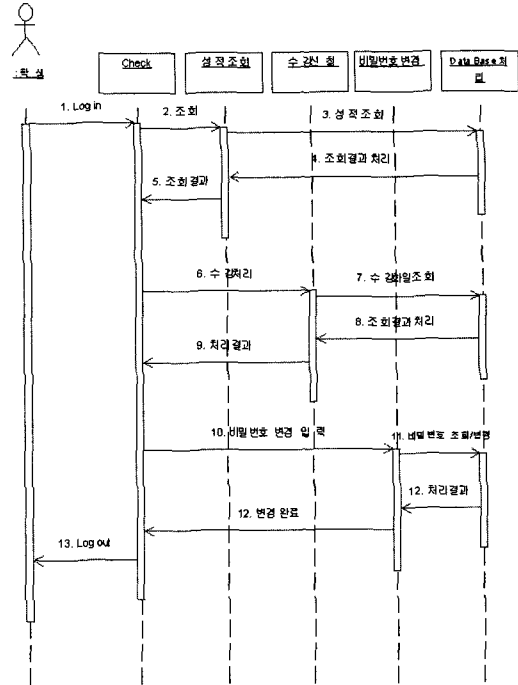 :학 생
Check
성적조회
수강신청
비밀번호변경
Data Base처
리
1. Log in
2. 조회
3. 성적조회
4. 조회결과 처리
5. 조회결과
6. 수강처리
7. 수강파일조회
8. 조회결과처리
9. 처리결과
10. 비밀번호 변경 입력
11. 비밀번호 조회/변경
12. 처리결과
12. 변경 완료
13. Log out